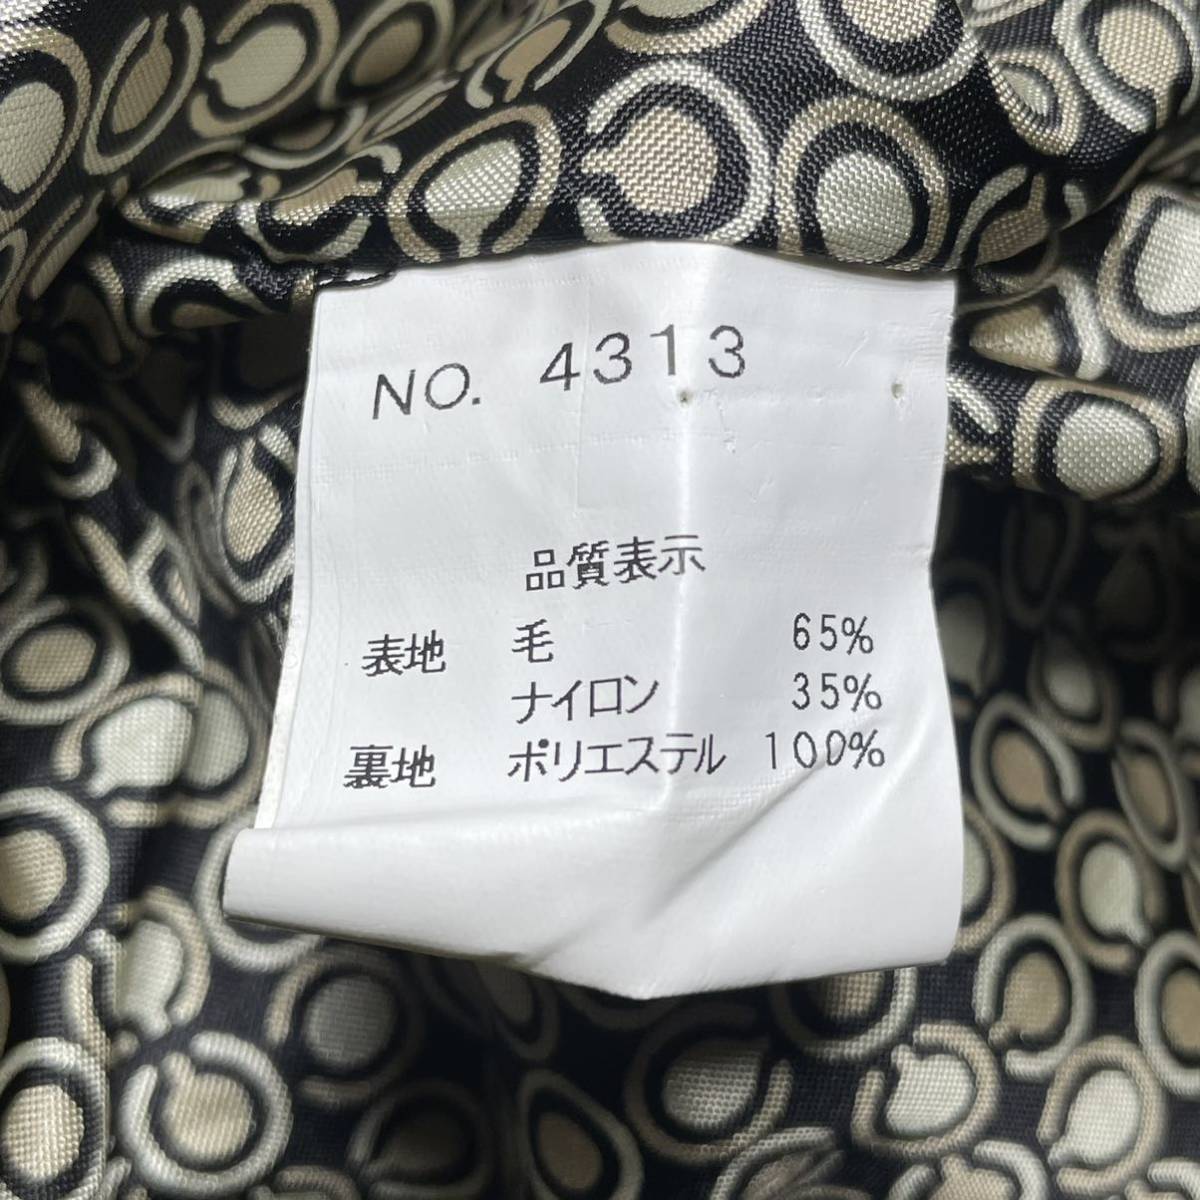 NO. 4313
品質表示
表地 毛 65%
ナイロン 35%
裏地 ポリエステル 100%